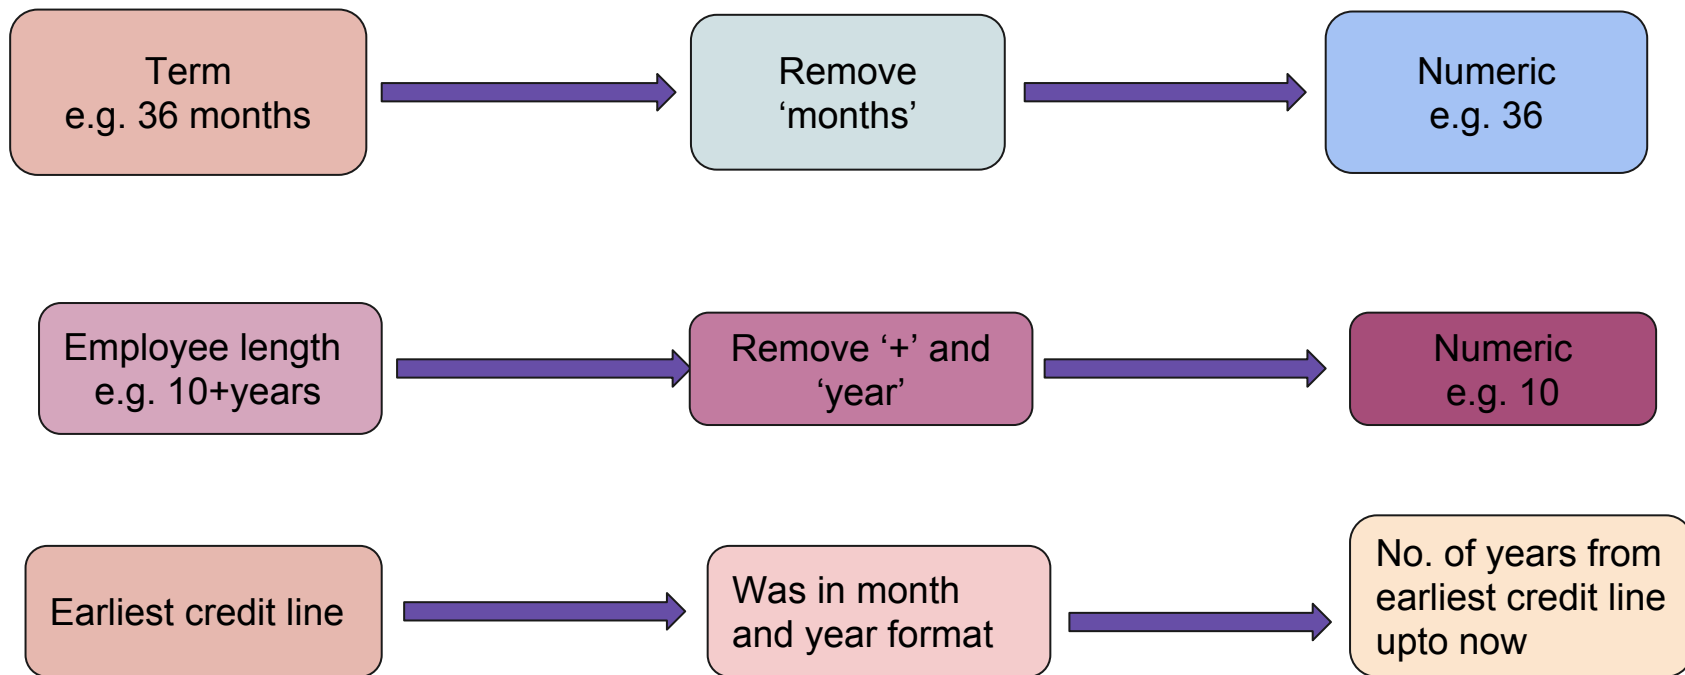 Term
e.g. 36 months
Remove
‘months’
Numeric
e.g. 36
Employee length
e.g. 10+years
Remove ‘+’ and
‘year’
Numeric
e.g. 10
Earliest credit line
Was in month
and year format
No. of years from
earliest credit line
upto now